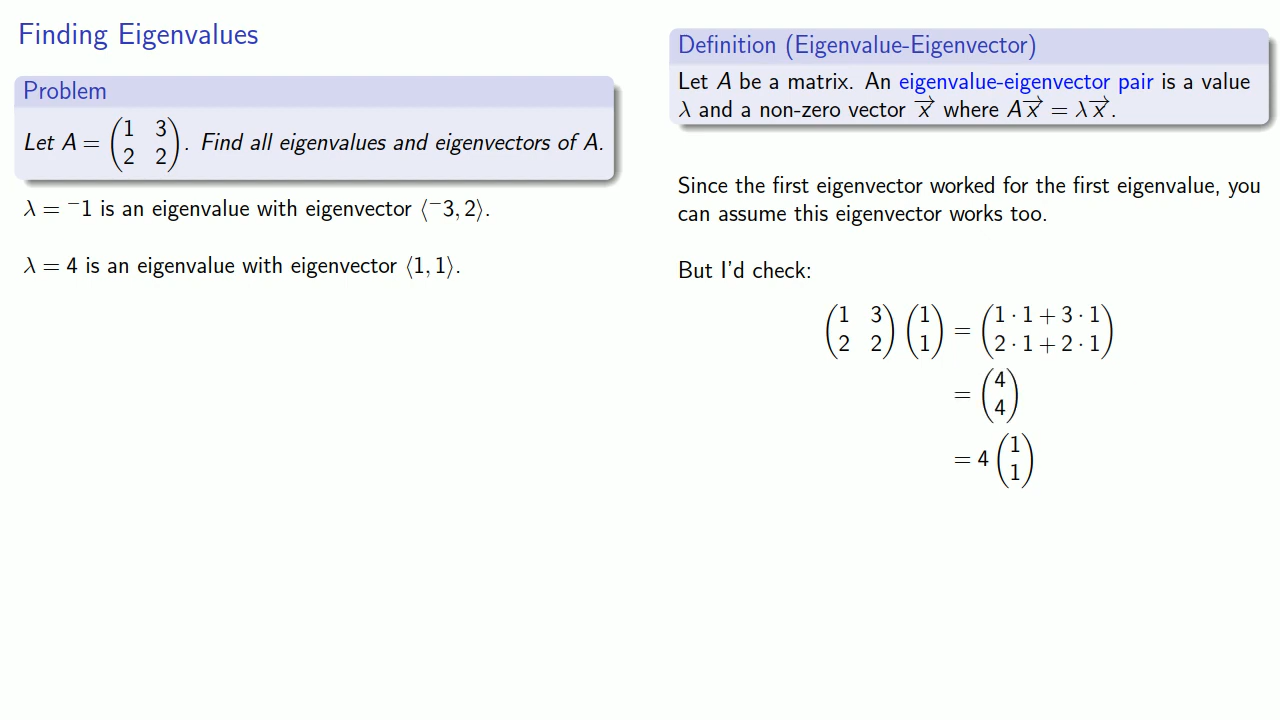 Finding Eigenvalues
Problem
Let A = (1 3
2 2). Find all eigenvalues and eigenvectors of A.
λ = ⁻1 is an eigenvalue with eigenvector ⟨⁻3, 2⟩.
λ = 4 is an eigenvalue with eigenvector ⟨1, 1⟩.
Definition (Eigenvalue-Eigenvector)
Let A be a matrix. An eigenvalue-eigenvector pair is a value
λ and a non-zero vector x⃗ where Ax⃗ = λx⃗.
Since the first eigenvector worked for the first eigenvalue, you
can assume this eigenvector works too.
But I'd check:
(1 3 (1 = (1 · 1 + 3 · 1
2 2) 1) 2 · 1 + 2 · 1)
= (4
4)
= 4 (1
1)